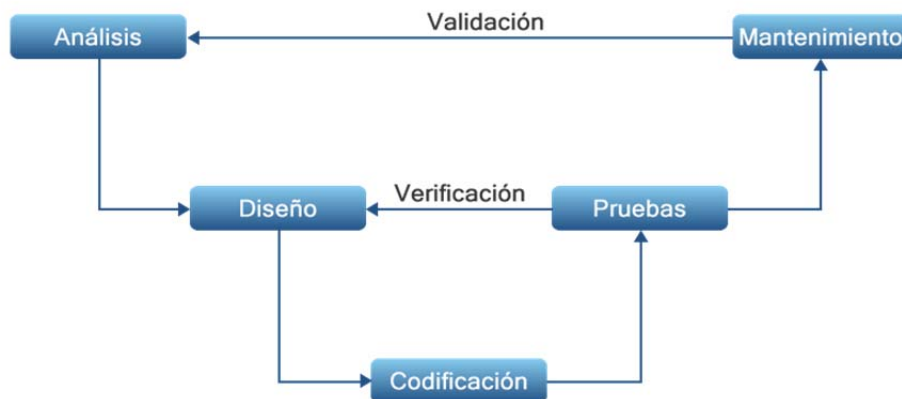 Validación
Análisis
Mantenimiento
Verificación
Diseño
Pruebas
Codificación